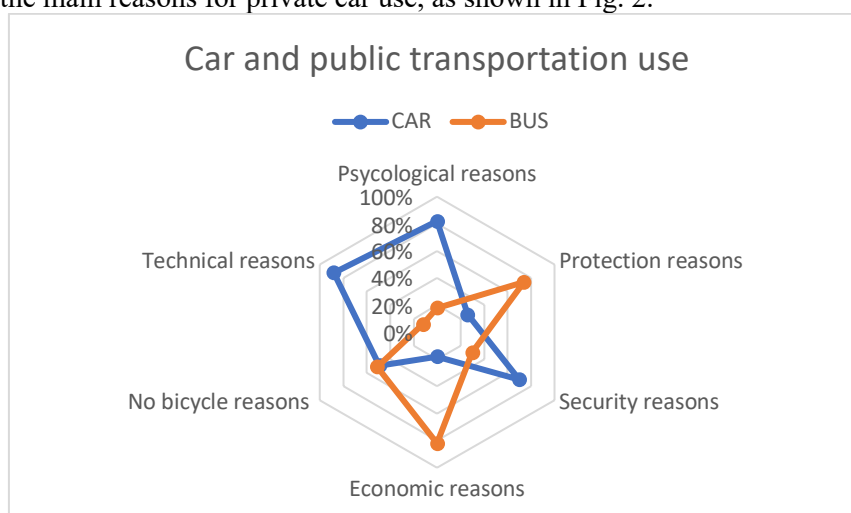 the main reasons for private car use, as shown in Fig. 2.
Car and public transportation use
CAR BUS
Psycological reasons
100%
80%
60%
40%
20%
0%
Technical reasons
Protection reasons
No bicycle reasons
Security reasons
Economic reasons